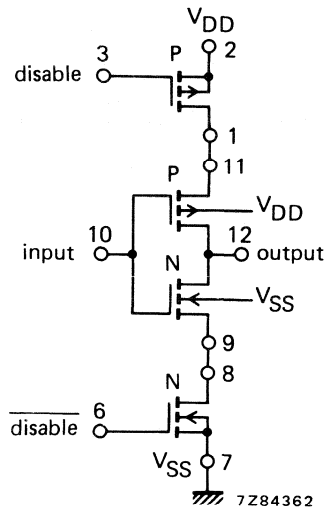 VDD
3 P 2
disable
1
11
P
VDD
10 12
input output
N
VSS
9
8
N
6
disable
VSS 7
7Z84362